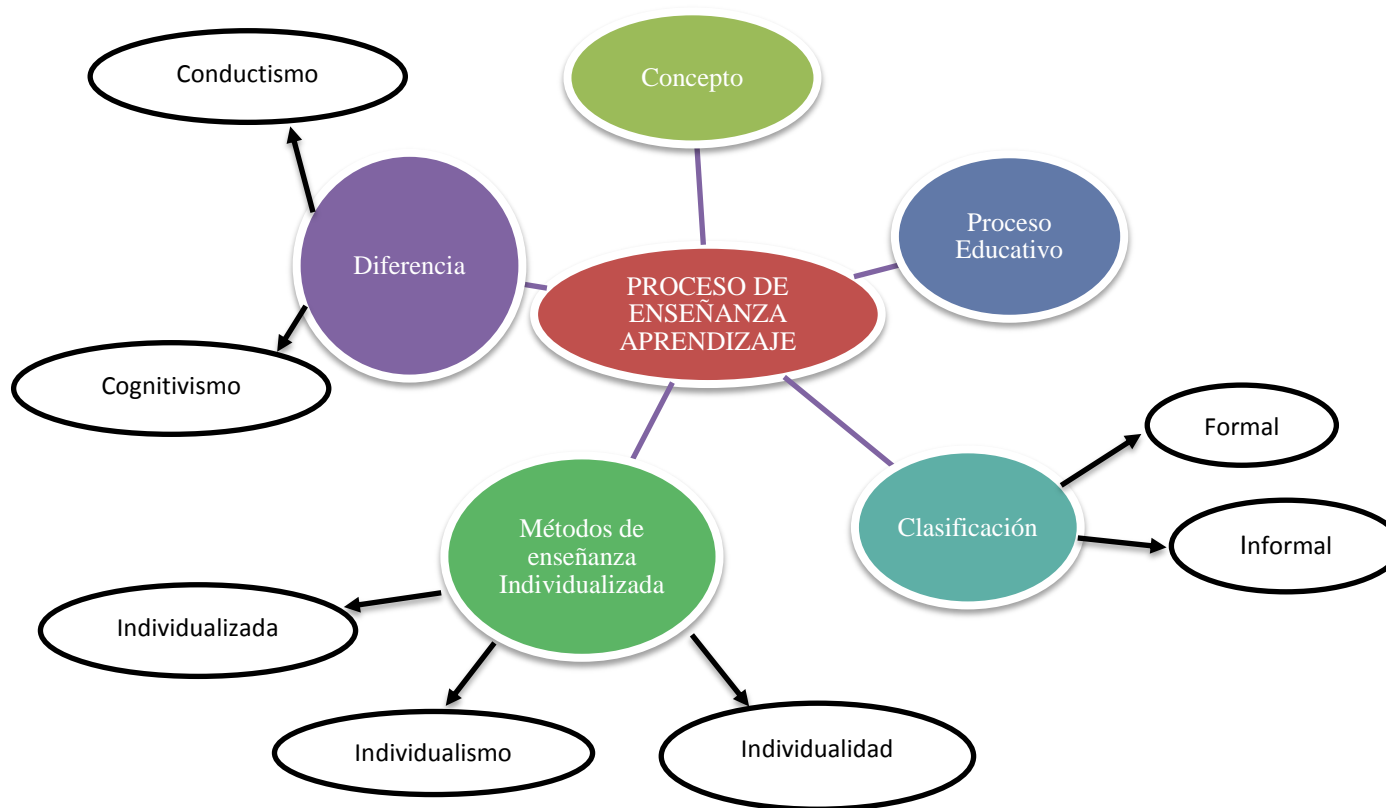 Conductismo
Concepto
Proceso
Educativo
Diferencia
PROCESO DE
ENSEÑANZA
APRENDIZAJE
Cognitivismo
Formal
Clasificación
Informal
Métodos de
enseñanza
Individualizada
Individualizada
Individualismo
Individualidad